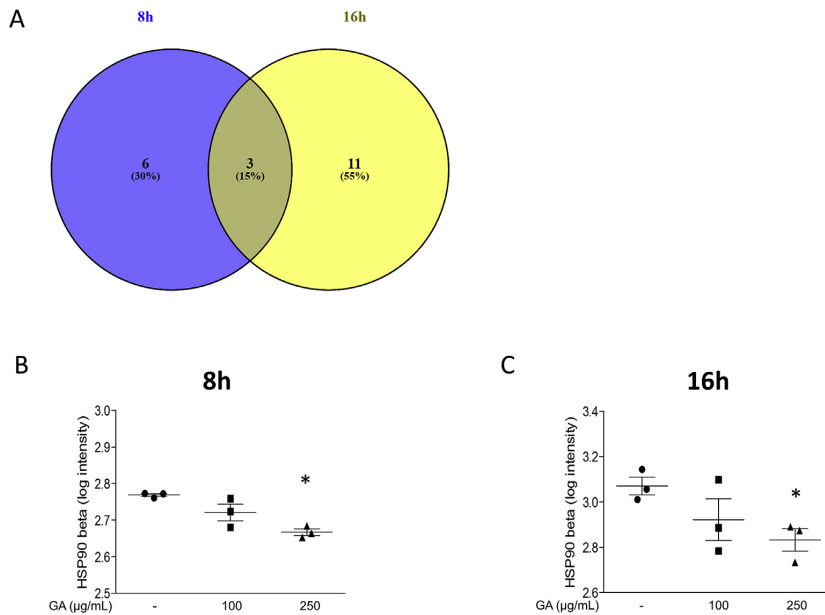 A
8h
16h
6
(30%)
3
(15%)
11
(55%)
B
8h
HSP90 beta (log intensity)
3.0
2.8
2.7
2.6
2.5
GA (µg/mL) - 100 250
*
C
16h
HSP90 beta (log intensity)
3.4
3.2
3.0
2.8
2.6
GA (µg/mL) - 100 250
*